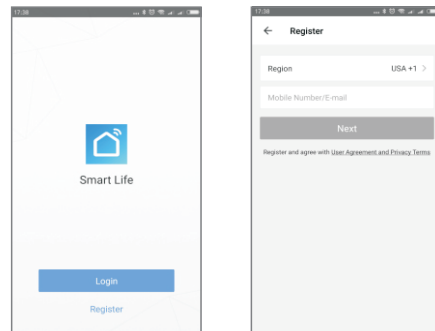 17:38
Smart Life
Login
Register
17:38
Register
Region USA +1 >
Mobile Number/E-mail
Next
Register and agree with User Agreement and Privacy Terms